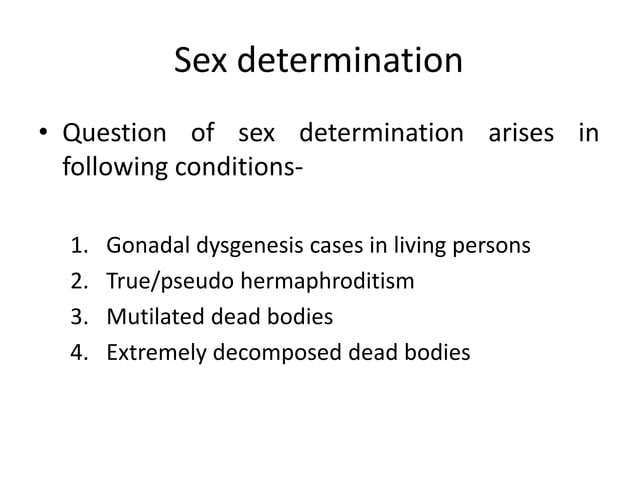 Sex determination
• Question of sex determination arises in
following conditions-
1. Gonadal dysgenesis cases in living persons
2. True/pseudo hermaphroditism
3. Mutilated dead bodies
4. Extremely decomposed dead bodies